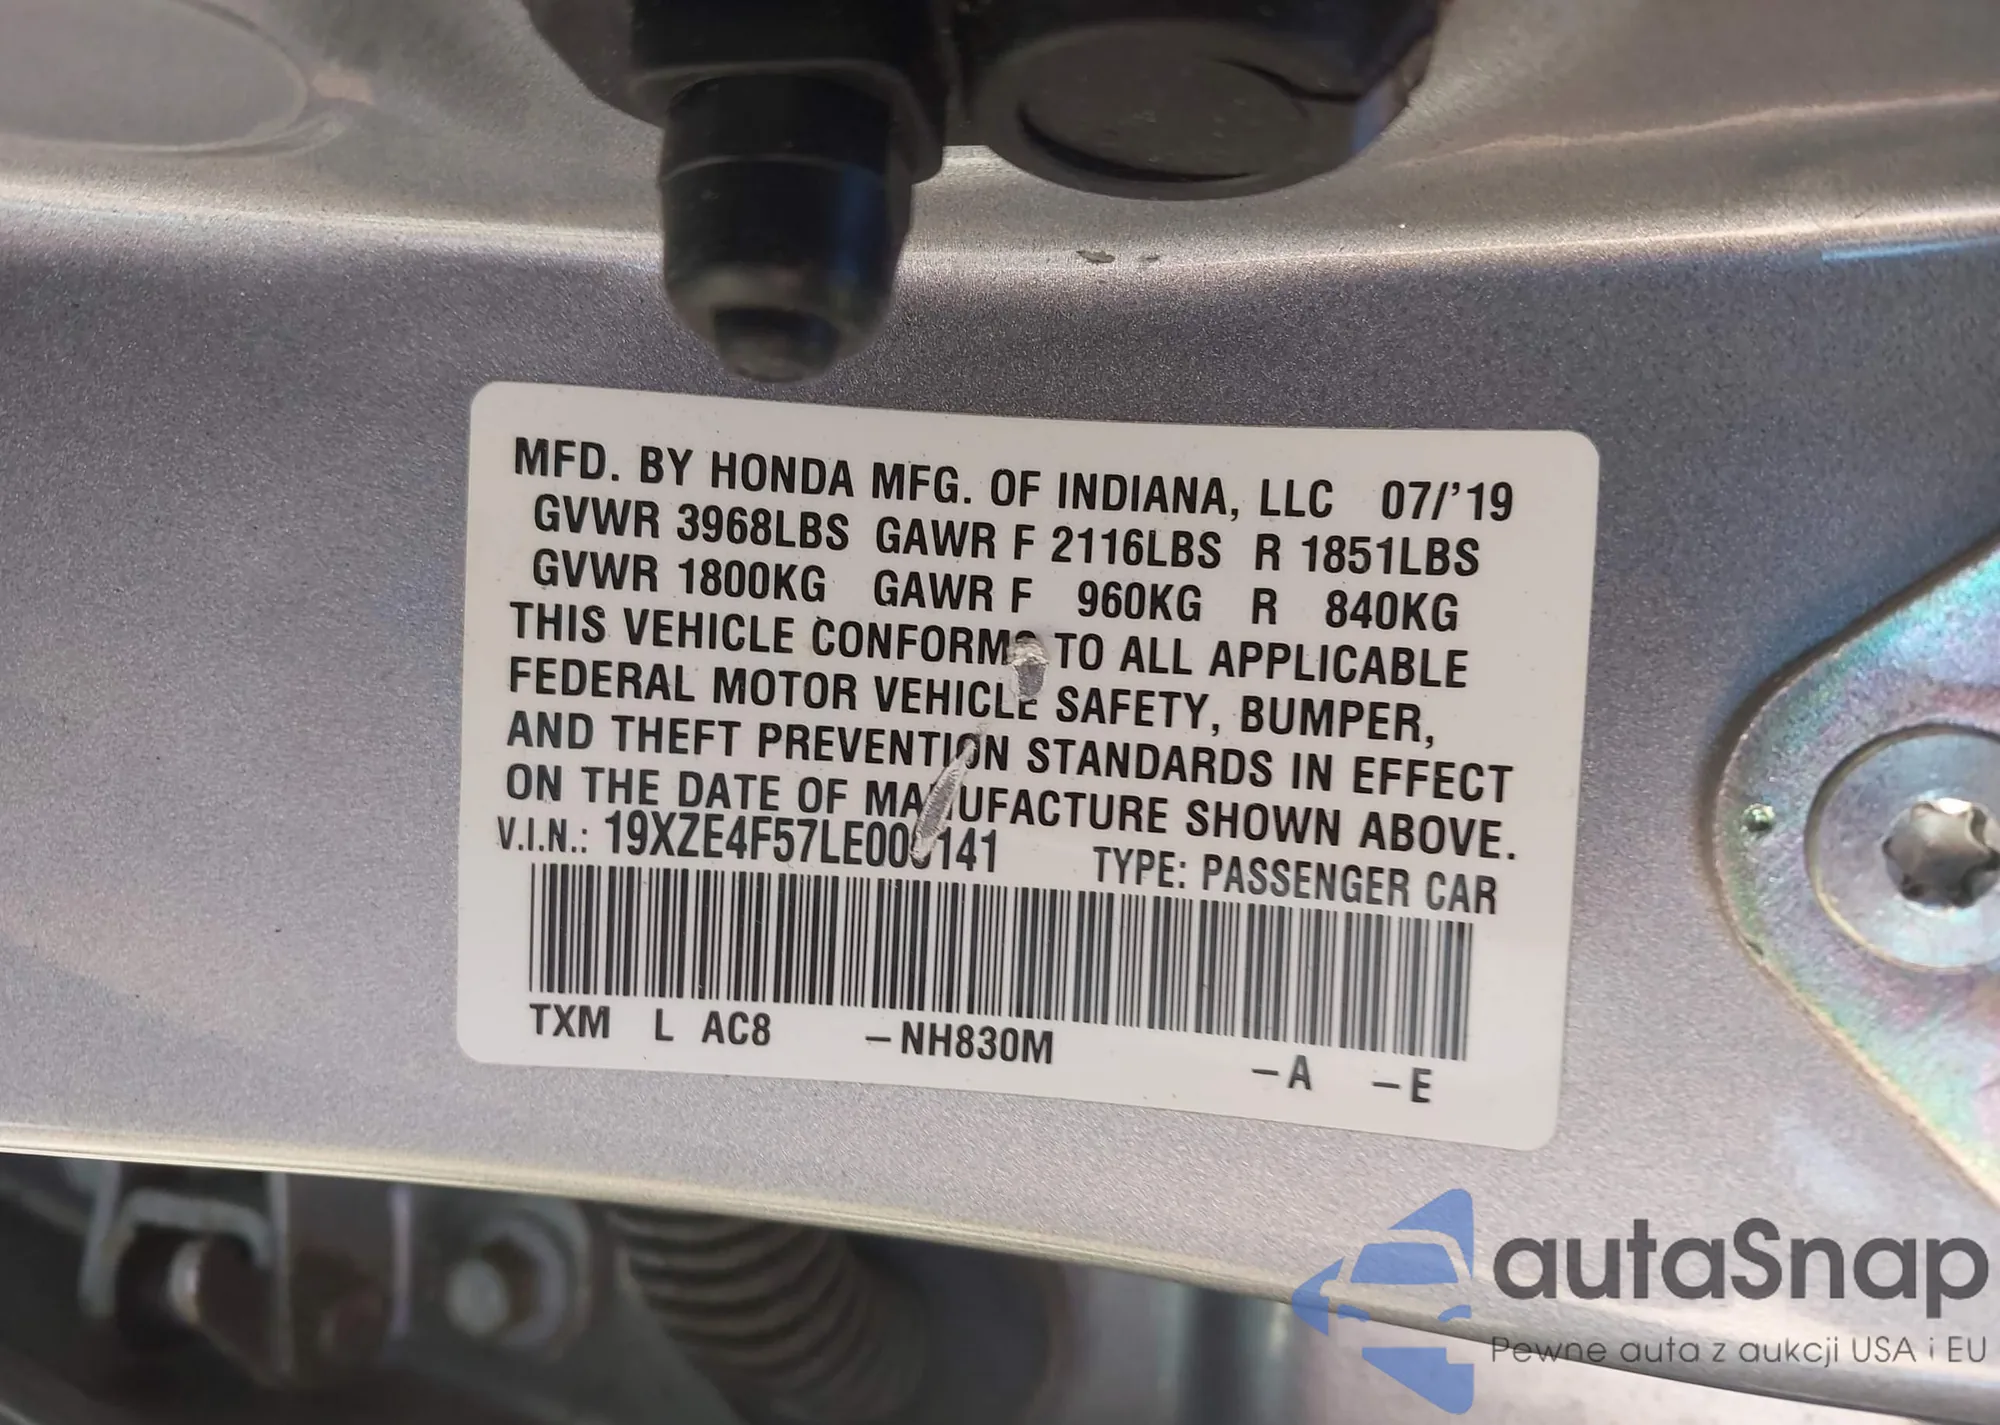 MFD. BY HONDA MFG. OF INDIANA, LLC 07/'19
GVWR 3968LBS GAWR F 2116LBS R 1851LBS
GVWR 1800KG GAWR F 960KG R 840KG
THIS VEHICLE CONFORMS TO ALL APPLICABLE
FEDERAL MOTOR VEHICLE SAFETY, BUMPER,
AND THEFT PREVENTION STANDARDS IN EFFECT
ON THE DATE OF MANUFACTURE SHOWN ABOVE.
V.I.N.: TYPE: PASSENGER CAR
TXM L AC8 -NH830M -A -E
autaSnap
Pewne auta z aukcji USA i EU